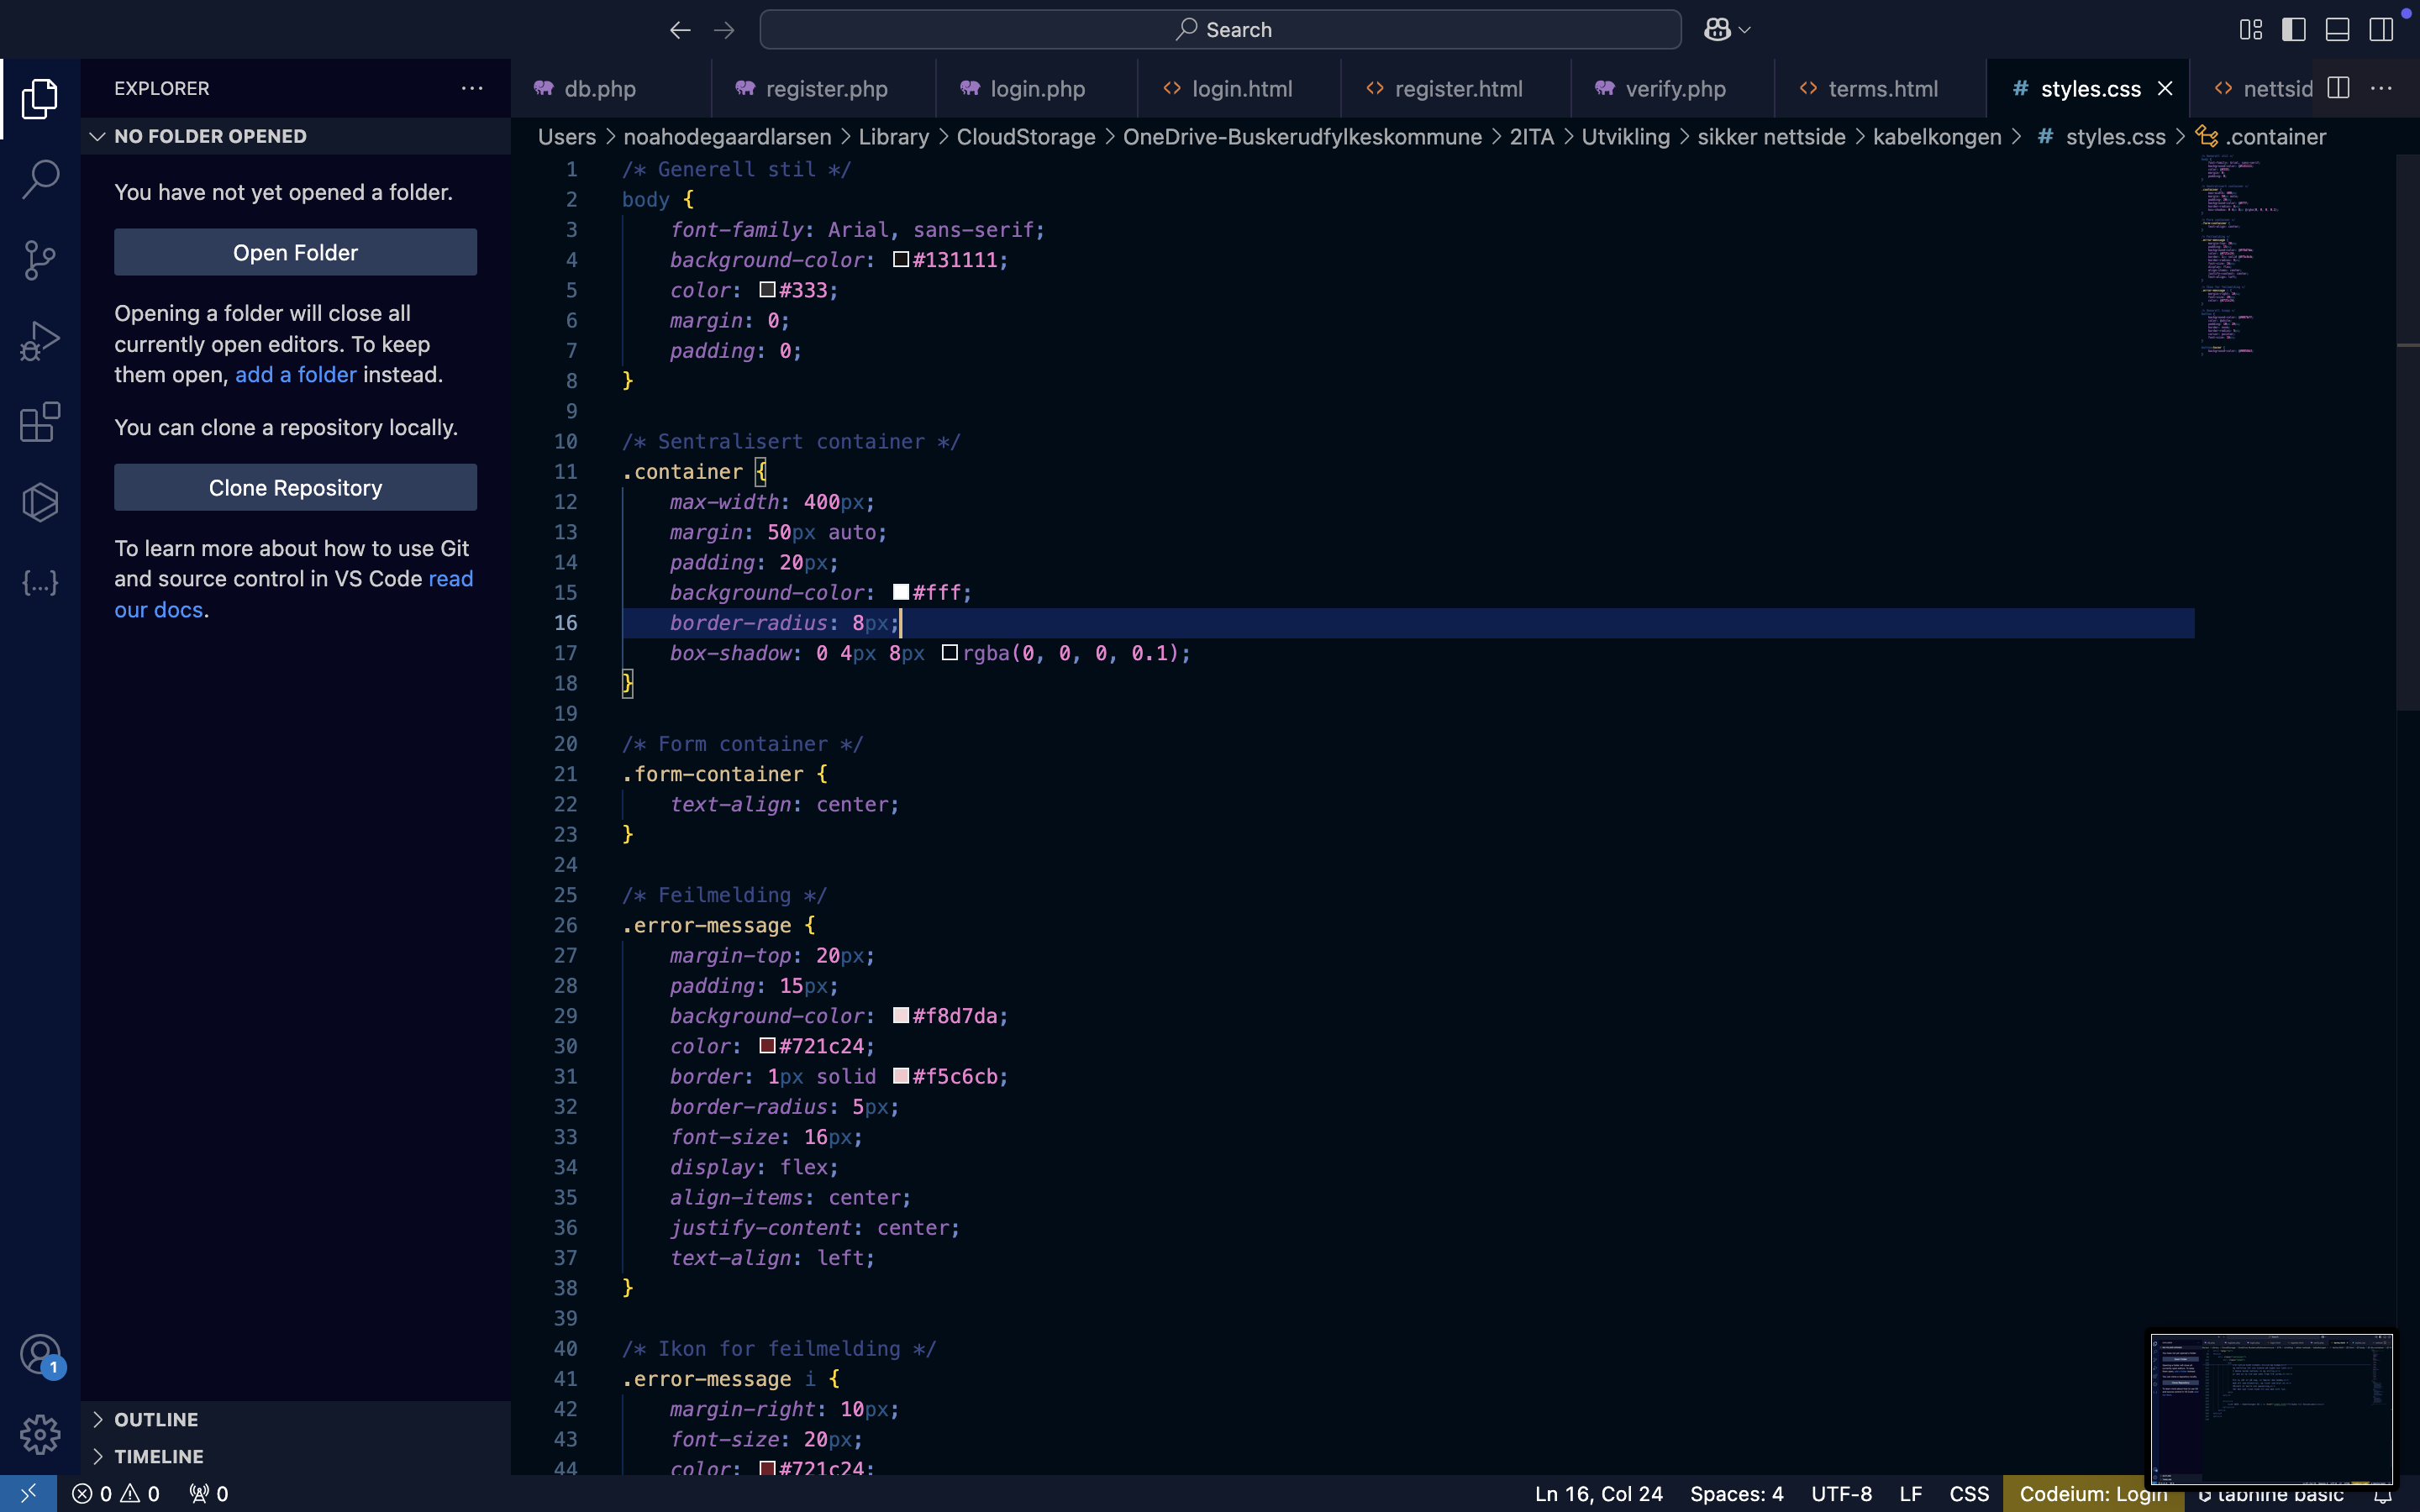 Search
EXPLORER
db.php
register.php
login.php
login.html
register.html
verify.php
terms.html
# styles.css
nettsid
NO FOLDER OPENED
Users > noahodegaardlarsen > Library > CloudStorage > OneDrive-Buskerudfylkeskommune > 2ITA > Utvikling > sikker nettside > kabelkongen > # styles.css > .container
You have not yet opened a folder.
Open Folder
Opening a folder will close all
currently open editors. To keep
them open, add a folder instead.
You can clone a repository locally.
Clone Repository
To learn more about how to use Git
and source control in VS Code read
our docs.
1 /* Generell stil */
2 body {
3 font-family: Arial, sans-serif;
4 background-color: #131111;
5 color: #333;
6 margin: 0;
7 padding: 0;
8 }
9
10 /* Sentralisert container */
11 .container {
12 max-width: 400px;
13 margin: 50px auto;
14 padding: 20px;
15 background-color: #fff;
16 border-radius: 8px;
17 box-shadow: 0 4px 8px rgba(0, 0, 0, 0.1);
18 }
19
20 /* Form container */
21 .form-container {
22 text-align: center;
23 }
24
25 /* Feilmelding */
26 .error-message {
27 margin-top: 20px;
28 padding: 15px;
29 background-color: #f8d7da;
30 color: #721c24;
31 border: 1px solid #f5c6cb;
32 border-radius: 5px;
33 font-size: 16px;
34 display: flex;
35 align-items: center;
36 justify-content: center;
37 text-align: left;
38 }
39
40 /* Ikon for feilmelding */
41 .error-message i {
42 margin-right: 10px;
43 font-size: 20px;
44 color: #721c24;
1
OUTLINE
TIMELINE
0 0 0
Ln 16, Col 24
Spaces: 4
UTF-8
LF
CSS
Codeium: Login
tabnine basic